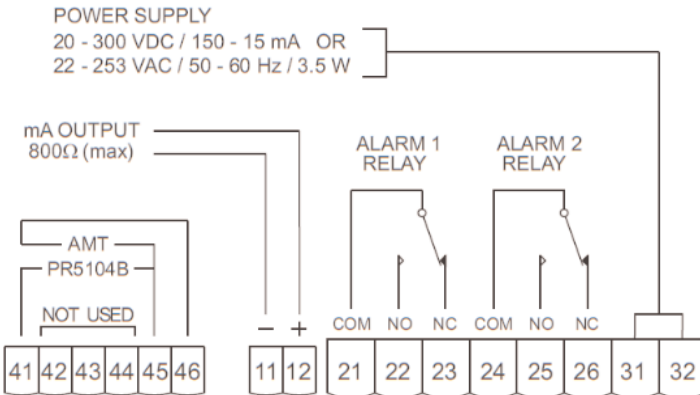 POWER SUPPLY
20 - 300 VDC / 150 - 15 mA OR
22 - 253 VAC / 50 - 60 Hz / 3.5 W
mA OUTPUT
800Ω (max)
ALARM 1
RELAY
ALARM 2
RELAY
AMT
PR5104B
NOT USED
− +
COM NO NC COM NO NC
41 42 43 44 45 46 11 12 21 22 23 24 25 26 31 32